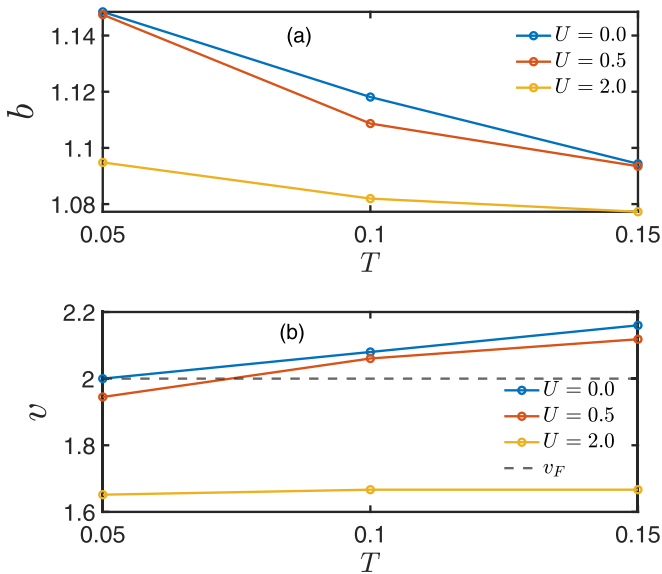 1.14
(a)
U = 0.0
U = 0.5
1.12
U = 2.0
b
1.1
1.08
0.05
0.1
0.15
T
2.2
(b)
2
v
U = 0.0
U = 0.5
1.8
U = 2.0
v_F
1.6
0.05
0.1
0.15
T